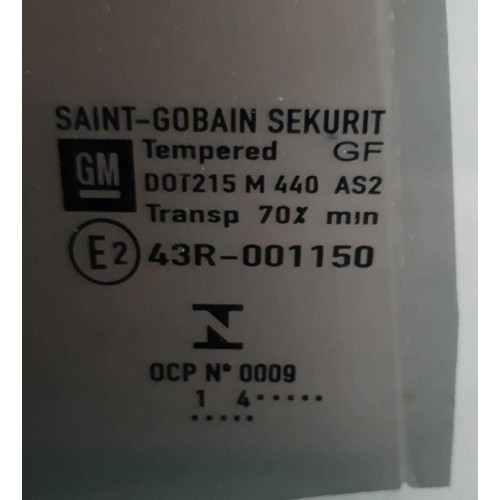 SAINT-GOBAIN SEKURIT
GM
Tempered GF
DOT215 M 440 AS2
Transp 70% min
E2 43R-001150
OCP Nº 0009
1 4·····
······